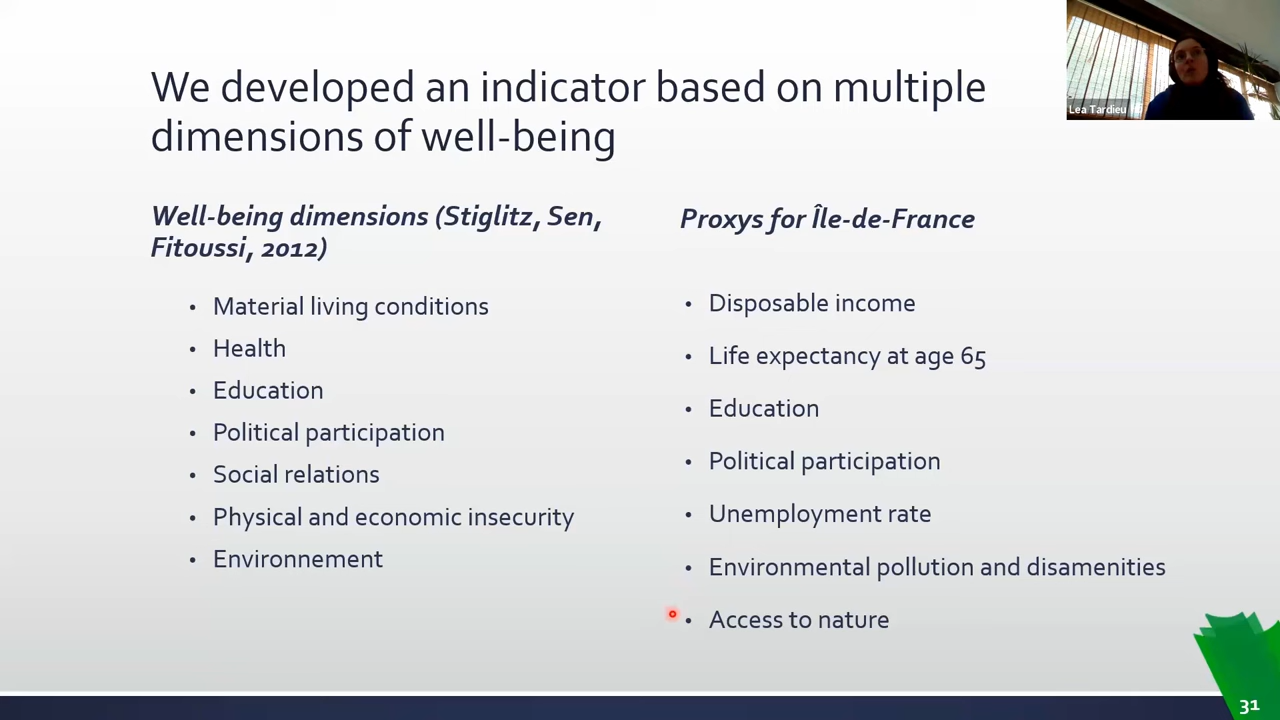 We developed an indicator based on multiple
dimensions of well-being
Well-being dimensions (Stiglitz, Sen,
Fitoussi, 2012)
• Material living conditions
• Health
• Education
• Political participation
• Social relations
• Physical and economic insecurity
• Environnement
Proxys for Île-de-France
• Disposable income
• Life expectancy at age 65
• Education
• Political participation
• Unemployment rate
• Environmental pollution and disamenities
• Access to nature
Lea Tardieu
31